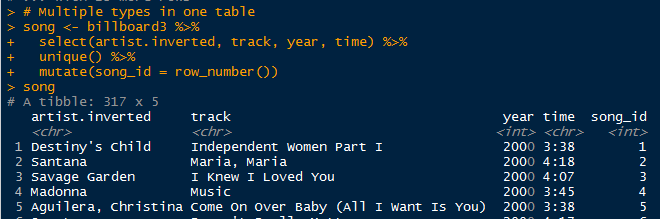 > # Multiple types in one table
> song <- billboard3 %>%
+   select(artist.inverted, track, year, time) %>%
+   unique() %>%
+   mutate(song_id = row_number())
> song
# A tibble: 317 x 5
   artist.inverted     track                                 year time  song_id
   <chr>               <chr>                                <int> <chr>   <int>
 1 Destiny's Child     Independent Women Part I              2000 3:38        1
 2 Santana             Maria, Maria                          2000 4:18        2
 3 Savage Garden       I Knew I Loved You                    2000 4:07        3
 4 Madonna             Music                                 2000 3:45        4
 5 Aguilera, Christina Come On Over Baby (All I Want Is You) 2000 3:38        5